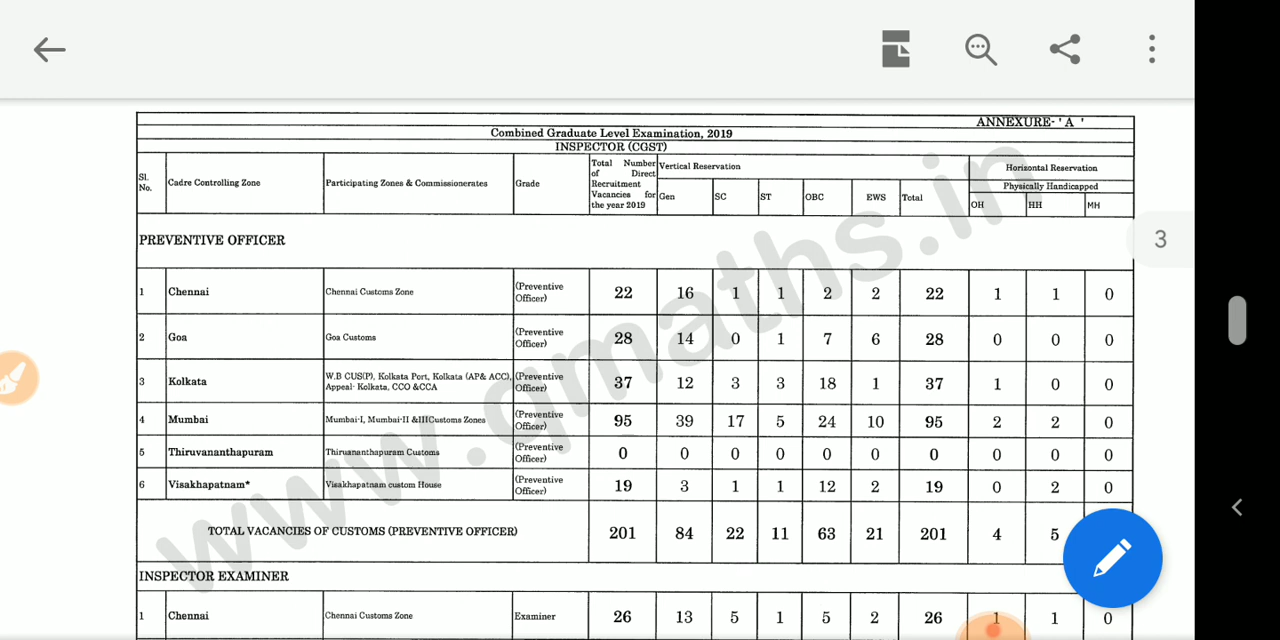 ANNEXURE- ' A '
Combined Graduate Level Examination, 2019
INSPECTOR (CGST)
Sl. No. Cadre Controlling Zone Participating Zones & Commissionerates Grade Total Number of Direct Recruitment Vacancies for the year 2019 Vertical Reservation Horizontal Reservation
Physically Handicapped
Gen SC ST OBC EWS Total OH HH MH
3
PREVENTIVE OFFICER
1 Chennai Chennai Customs Zone (Preventive Officer) 22 16 1 1 2 2 22 1 1 0
2 Goa Goa Customs (Preventive Officer) 28 14 0 1 7 6 28 0 0 0
3 Kolkata W.B CUS(P), Kolkata Port, Kolkata (AP& ACC), Appeal- Kolkata, CCO &CCA (Preventive Officer) 37 12 3 3 18 1 37 1 0 0
4 Mumbai Mumbai-I, Mumbai-II &IIICustoms Zones (Preventive Officer) 95 39 17 5 24 10 95 2 2 0
5 Thiruvananthapuram Thiruananthapuram Customs (Preventive Officer) 0 0 0 0 0 0 0 0 0 0
6 Visakhapatnam* Visakhapatnam custom House (Preventive Officer) 19 3 1 1 12 2 19 0 2 0
TOTAL VACANCIES OF CUSTOMS (PREVENTIVE OFFICER) 201 84 22 11 63 21 201 4 5
INSPECTOR EXAMINER
1 Chennai Chennai Customs Zone Examiner 26 13 5 1 5 2 26 1 1 0
www.qmaths.in